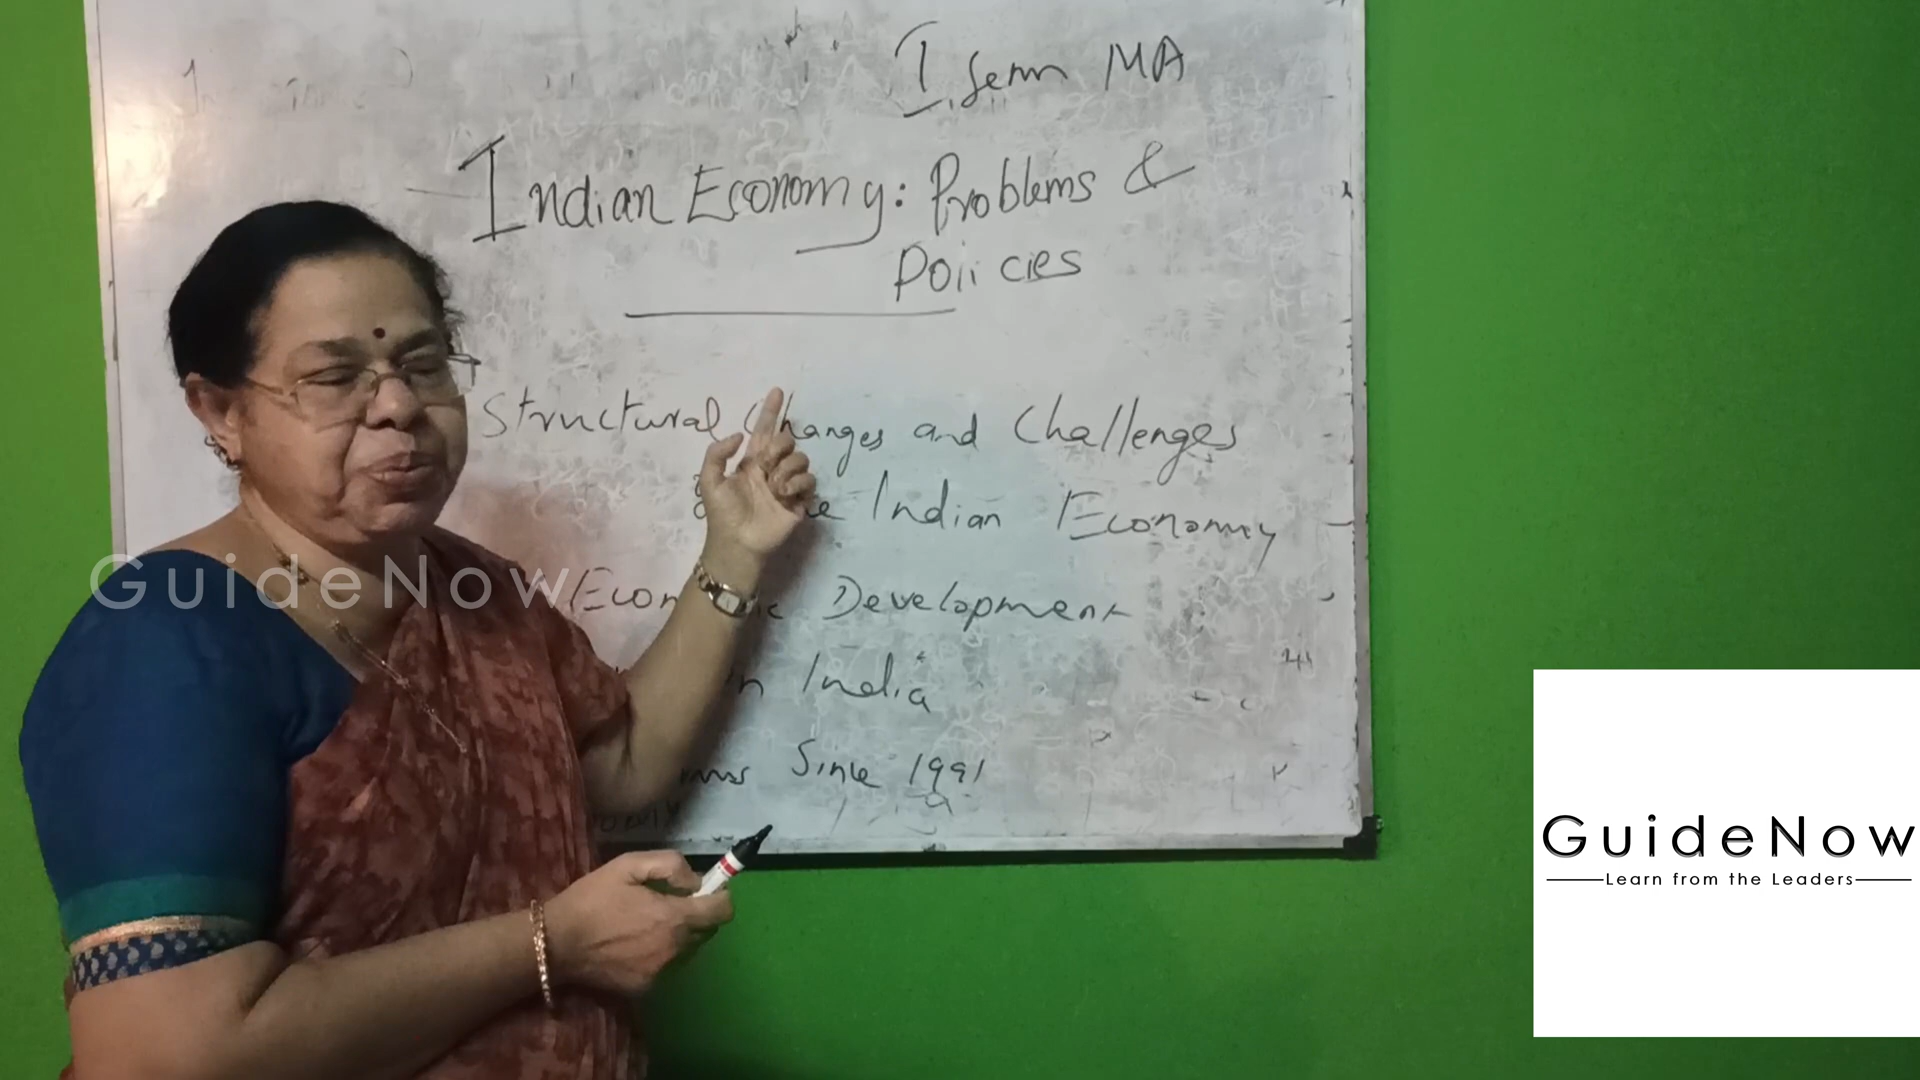 I Sem MA
Indian Economy: Problems &
Policies
Structural Changes and Challenges
Indian Economy
Development
in India
Since 1991
GuideNow
GuideNow
Learn from the Leaders